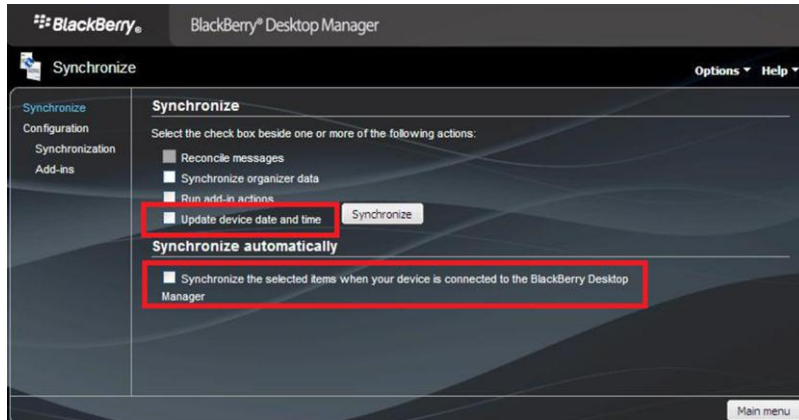 BlackBerry® BlackBerry® Desktop Manager
Synchronize
Options Help
Synchronize
Configuration
Synchronization
Add-ins
Synchronize
Select the check box beside one or more of the following actions:
Reconcile messages
Synchronize organizer data
Run add-in actions
Update device date and time
Synchronize
Synchronize automatically
Synchronize the selected items when your device is connected to the BlackBerry Desktop
Manager
Main menu